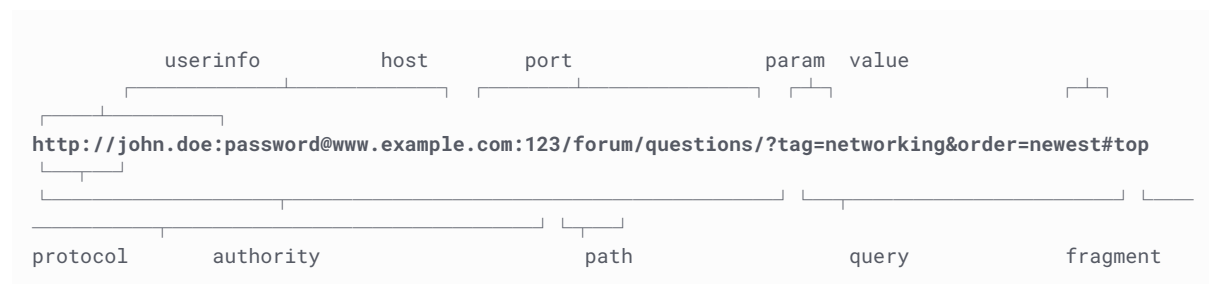 userinfo host port param value
http://john.doe:password@www.example.com:123/forum/questions/?tag=networking&order=newest#top
protocol authority path query fragment